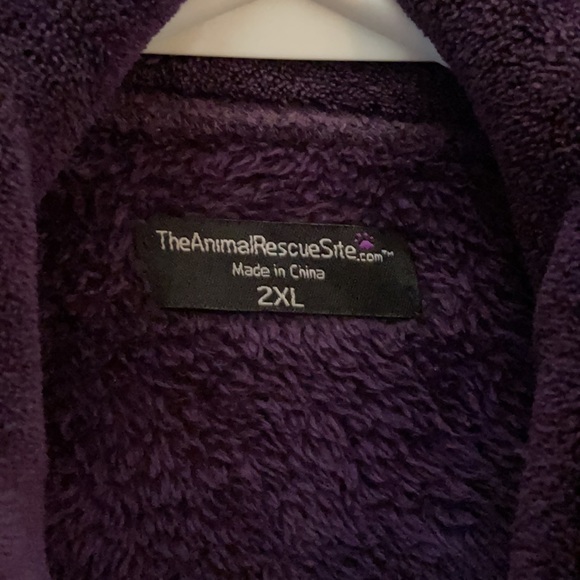 TheAnimalRescueSite.com™
Made in China
2XL